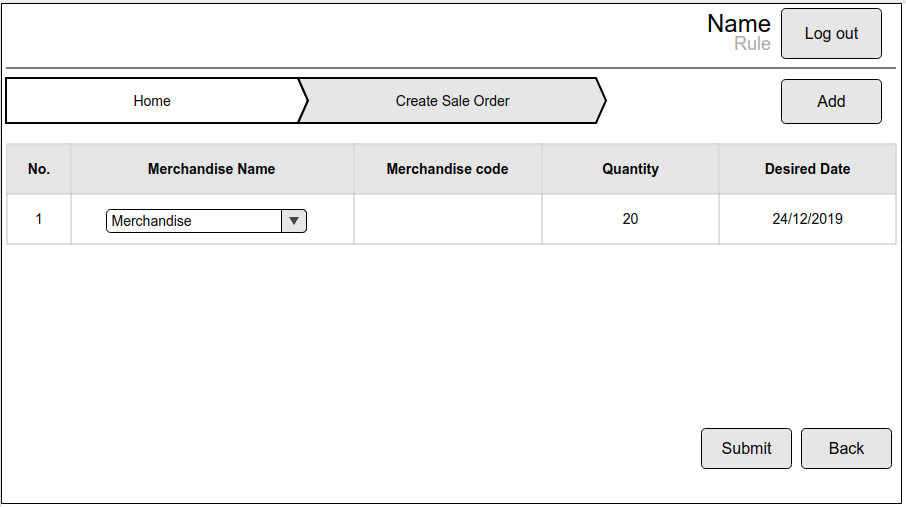 Name
Rule
Log out
Home
Create Sale Order
Add
No. Merchandise Name Merchandise code Quantity Desired Date
1 Merchandise 20 24/12/2019
Submit Back